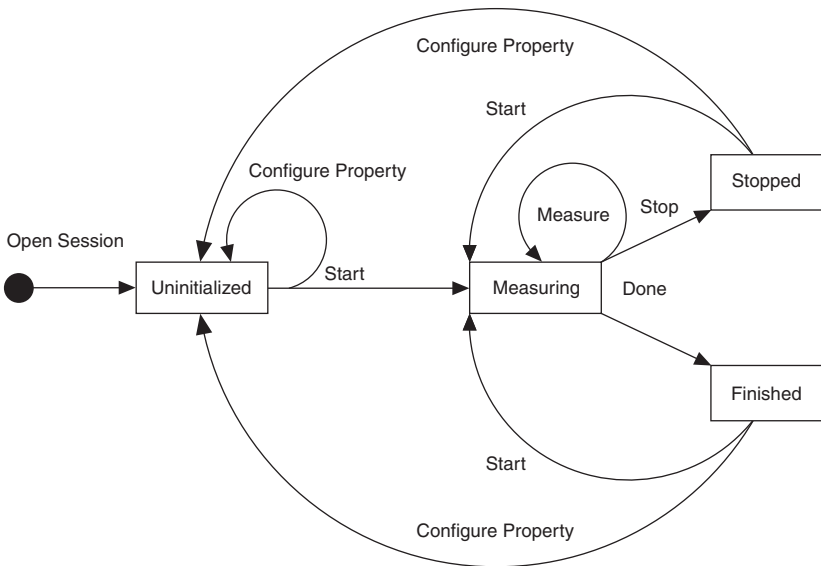 Configure Property
Start
Configure Property
Measure
Stop
Stopped
Open Session
Uninitialized
Start
Measuring
Done
Finished
Start
Configure Property